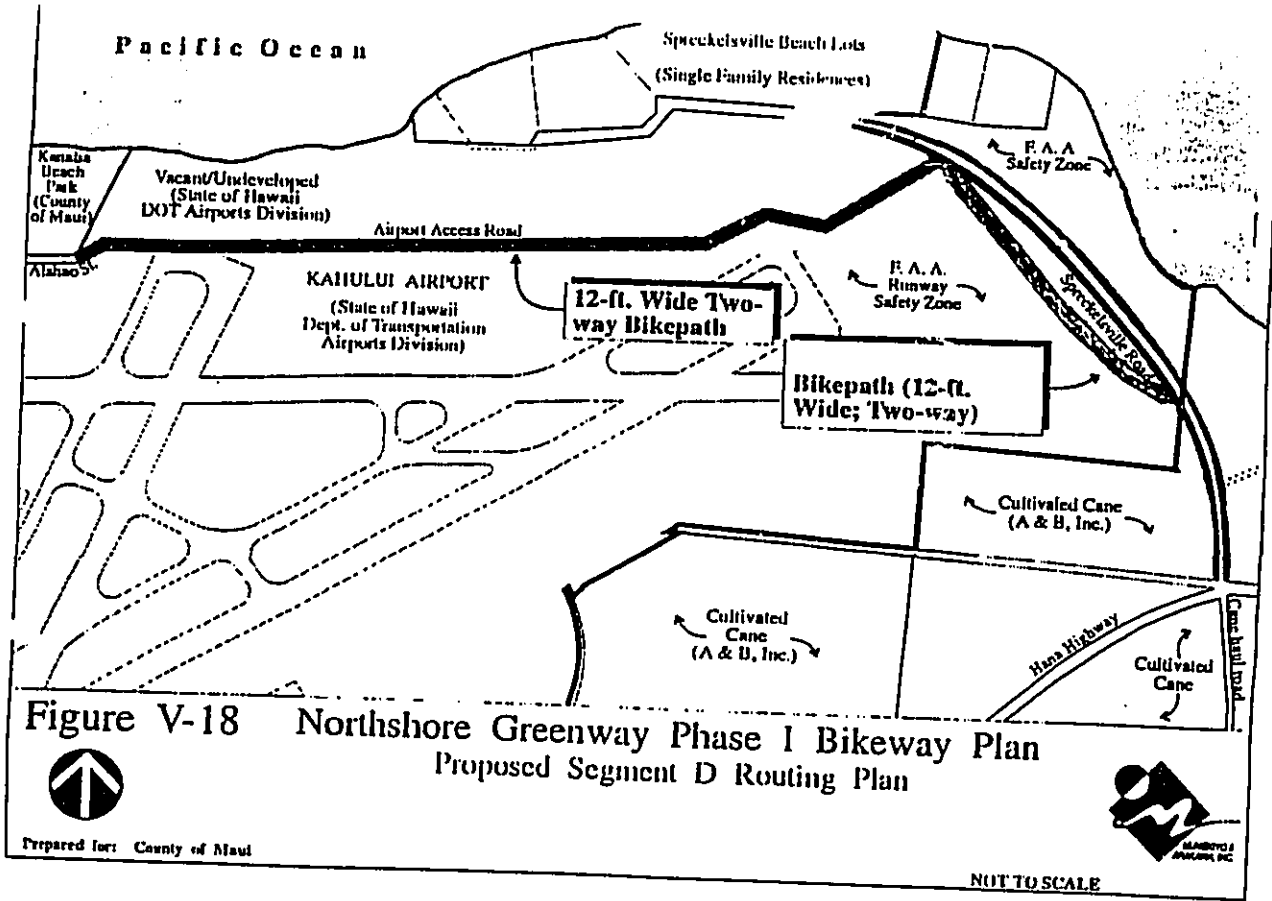 Pacific Ocean
Spreckelsville Beach Lots
(Single Family Residences)
F. A. A.
Safety Zone
Kanaha
Beach
Park
(County
of Maui)
Vacant/Undeveloped
(State of Hawaii
DOT Airports Division)
Airport Access Road
Alahao St.
KAHULUI AIRPORT
(State of Hawaii
Dept. of Transportation
Airports Division)
12-ft. Wide Two-
way Bikepath
F. A. A.
Runway
Safety Zone
Spreckelsville Road
Bikepath (12-ft.
Wide; Two-way)
Cultivated Cane
(A & B, Inc.)
Cultivated
Cane
(A & B, Inc.)
Hana Highway
Cultivated
Cane
Cane haul road
Figure V-18 Northshore Greenway Phase I Bikeway Plan
Proposed Segment D Routing Plan
Prepared for: County of Maui
NOT TO SCALE